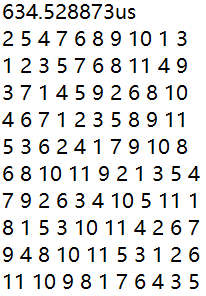 634.528873us
2 5 4 7 6 8 9 10 1 3
1 2 3 5 7 6 8 11 4 9
3 7 1 4 5 9 2 6 8 10
4 6 7 1 2 3 5 8 9 11
5 3 6 2 4 1 7 9 10 8
6 8 10 11 9 2 1 3 5 4
7 9 2 6 3 4 10 5 11 1
8 1 5 3 10 11 4 2 6 7
9 4 8 10 11 5 3 1 2 6
11 10 9 8 1 7 6 4 3 5